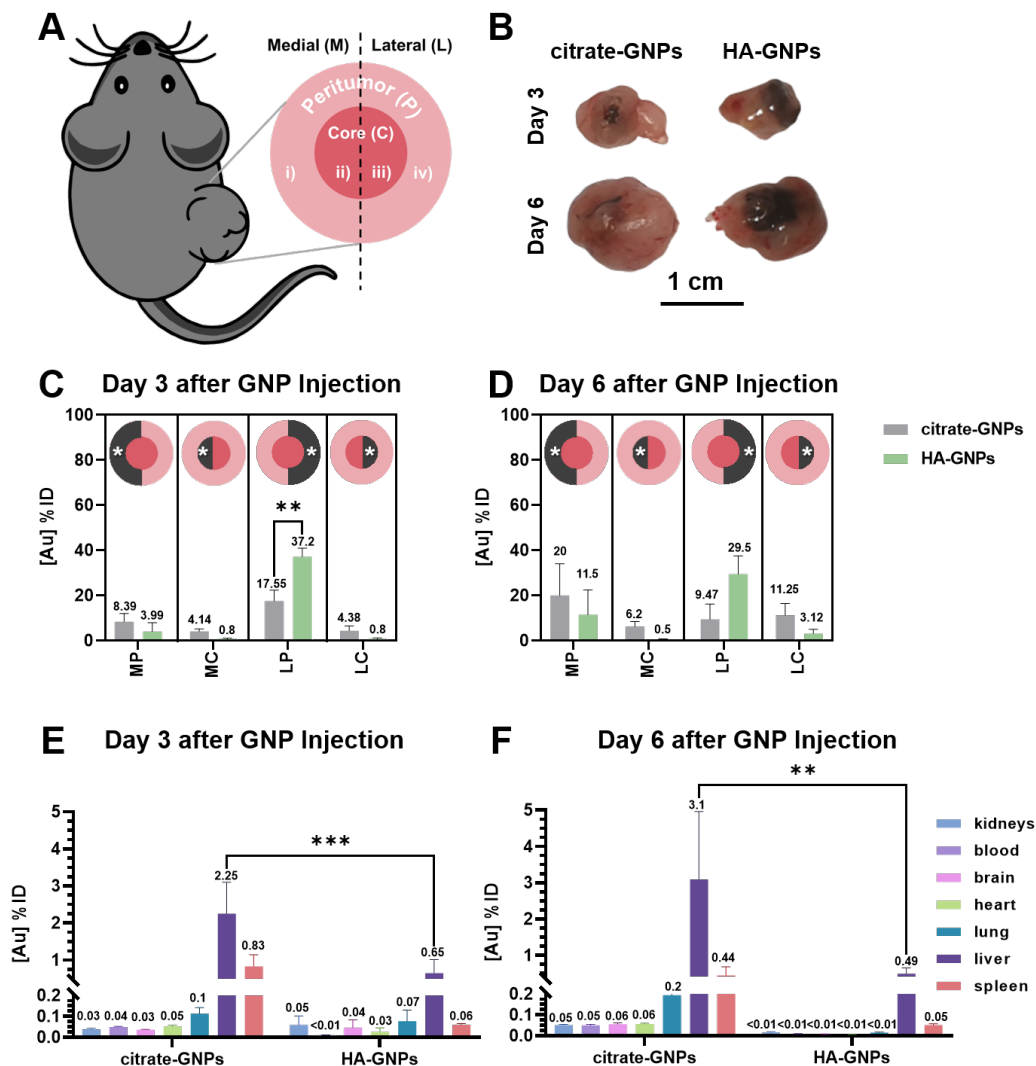 A
Medial (M)
Lateral (L)
Peritumor (P)
Core (C)
i)
ii)
iii)
iv)
B
citrate-GNPs
HA-GNPs
Day 3
Day 6
1 cm
C Day 3 after GNP Injection
[Au] % ID
100
80
60
40
20
0
* * * *
**
8.39
3.99
4.14
0.8
17.55
37.2
4.38
0.8
MP
MC
LP
LC
D Day 6 after GNP Injection
[Au] % ID
100
80
60
40
20
0
* * * *
20
11.5
6.2
0.5
9.47
29.5
11.25
3.12
MP
MC
LP
LC
citrate-GNPs
HA-GNPs
E Day 3 after GNP Injection
[Au] % ID
5
4
3
2
1
0.2
0.1
0.0
***
0.03
0.04
0.03
0.05
0.1
2.25
0.83
0.05
<0.01
0.04
0.03
0.07
0.65
0.06
citrate-GNPs
HA-GNPs
F Day 6 after GNP Injection
[Au] % ID
5
4
3
2
1
0.2
0.1
0.0
**
0.05
0.05
0.06
0.06
0.2
3.1
0.44
<0.01
<0.01
<0.01
<0.01
<0.01
0.49
0.05
citrate-GNPs
HA-GNPs
kidneys
blood
brain
heart
lung
liver
spleen